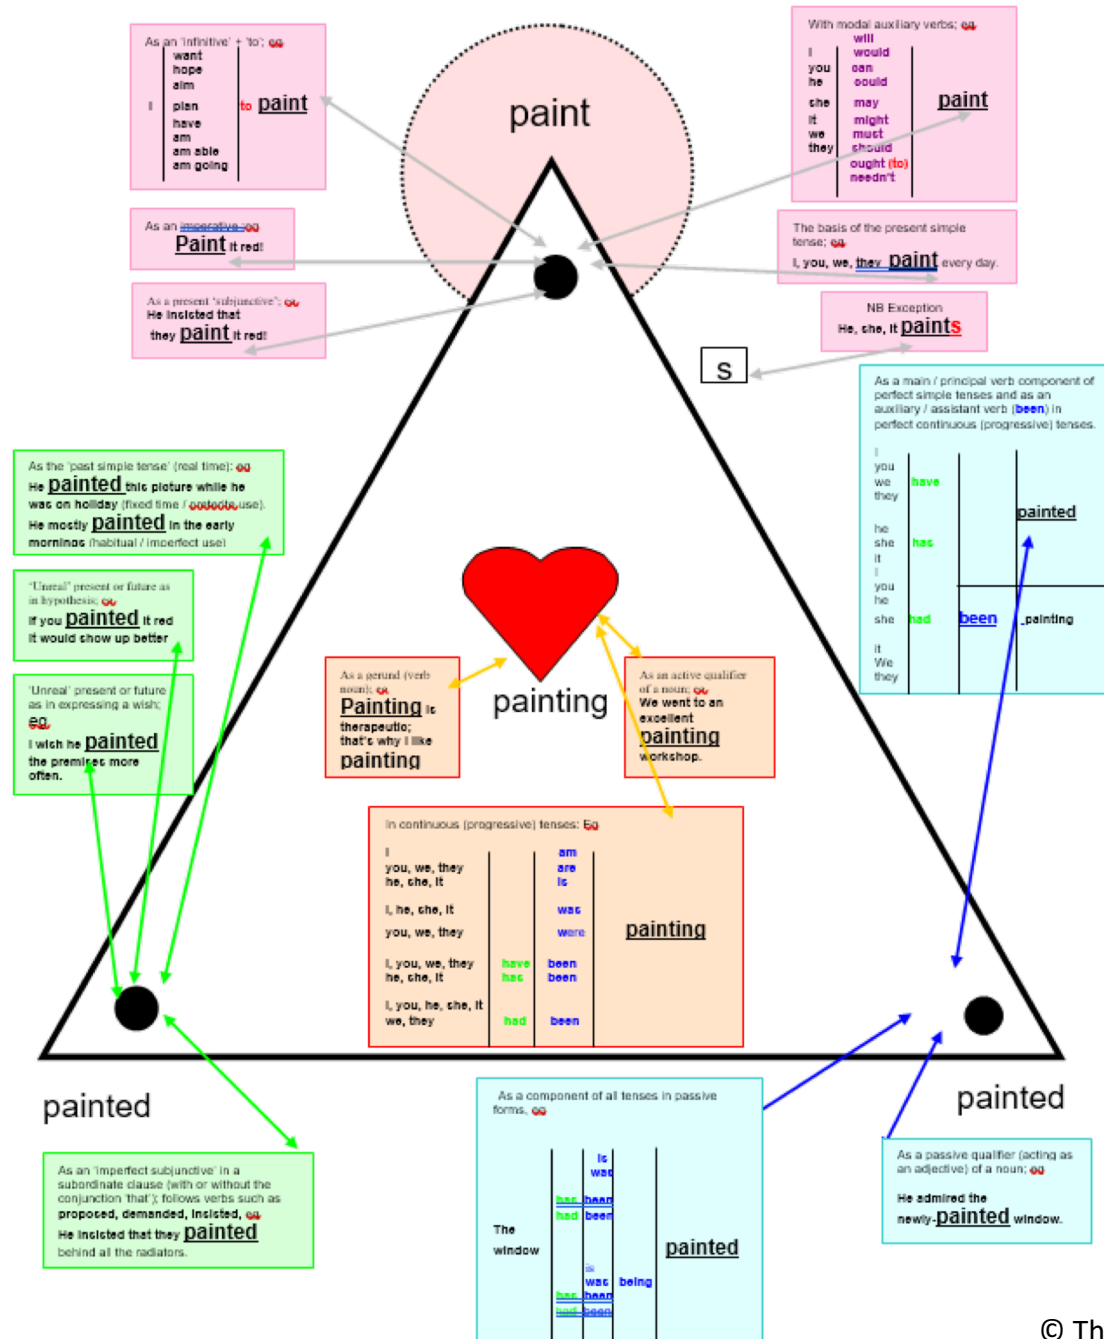 As an 'infinitive' + 'to'; eg
want
hope
aim
I plan to paint
have
am
am able
am going
paint
With modal auxiliary verbs; eg
will
I would
you can
he could
she may paint
it might
we must
they should
ought (to)
needn't
As an imperative ;eg
Paint it red!
The basis of the present simple
tense; eg
I, you, we, they paint every day.
As a present 'subjunctive'; eg
He insisted that
they paint it red!
NB Exception
He, she, it paints
s
As a main / principal verb component of
perfect simple tenses and as an
auxiliary / assistant verb (been) in
perfect continuous (progressive) tenses.
I
you
we have
they
painted
he
she has
it
I
you
he
she had been painting
it
We
they
As the 'past simple tense' (real time); eg
He painted this picture while he
was on holiday (fixed time / preterite use).
He mostly painted in the early
mornings (habitual / imperfect use)
'Unreal' present or future as
in hypothesis; eg
If you painted it red
it would show up better
'Unreal' present or future
as in expressing a wish;
eg
I wish he painted
the premises more
often.
painting
As a gerund (verb
noun); eg
Painting is
therapeutic;
that's why I like
painting
As an active qualifier
of a noun; eg
We went to an
excellent
painting
workshop.
In continuous (progressive) tenses; Eg
I am
you, we, they are
he, she, it is
I, he, she, it was
you, we, they were
painting
I, you, we, they have been
he, she, it has been
I, you, he, she, it
we, they had been
painted
painted
As an 'imperfect subjunctive' in a
subordinate clause (with or without the
conjunction 'that'); follows verbs such as
proposed, demanded, insisted, eg
He insisted that they painted
behind all the radiators.
As a component of all tenses in passive
forms, eg
is
was
has been
had been
The
window painted
is
was being
has been
had been
As a passive qualifier (acting as
an adjective) of a noun; eg
He admired the
newly-painted window.
© Th